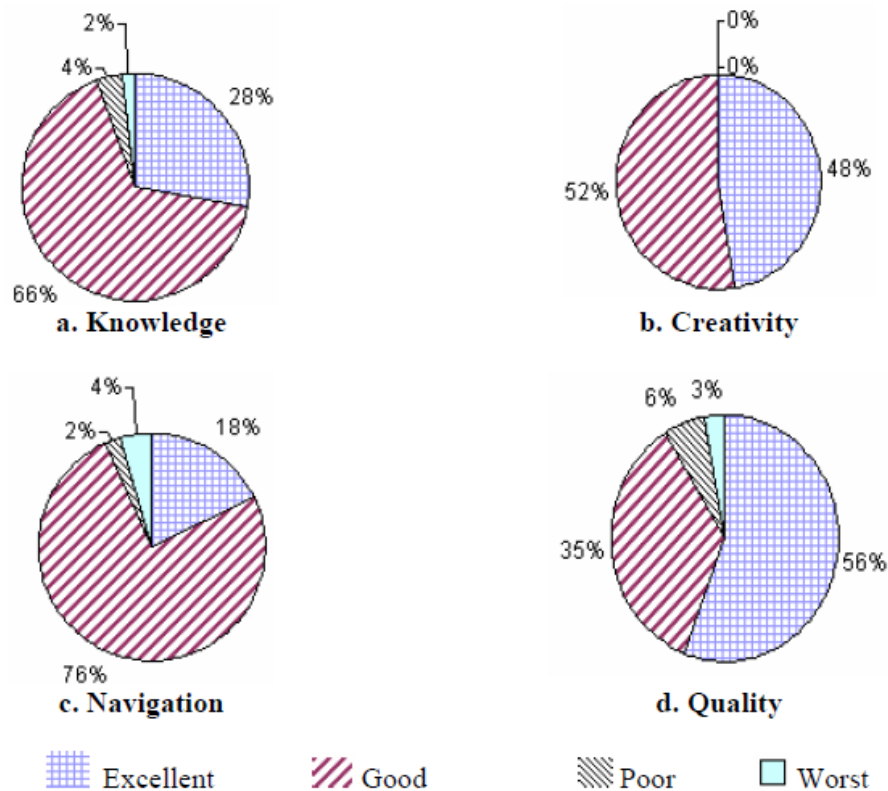 2%
4%
28%
66%
a. Knowledge
0%
0%
48%
52%
b. Creativity
4%
2%
18%
76%
c. Navigation
6%
3%
35%
56%
d. Quality
Excellent
Good
Poor
Worst